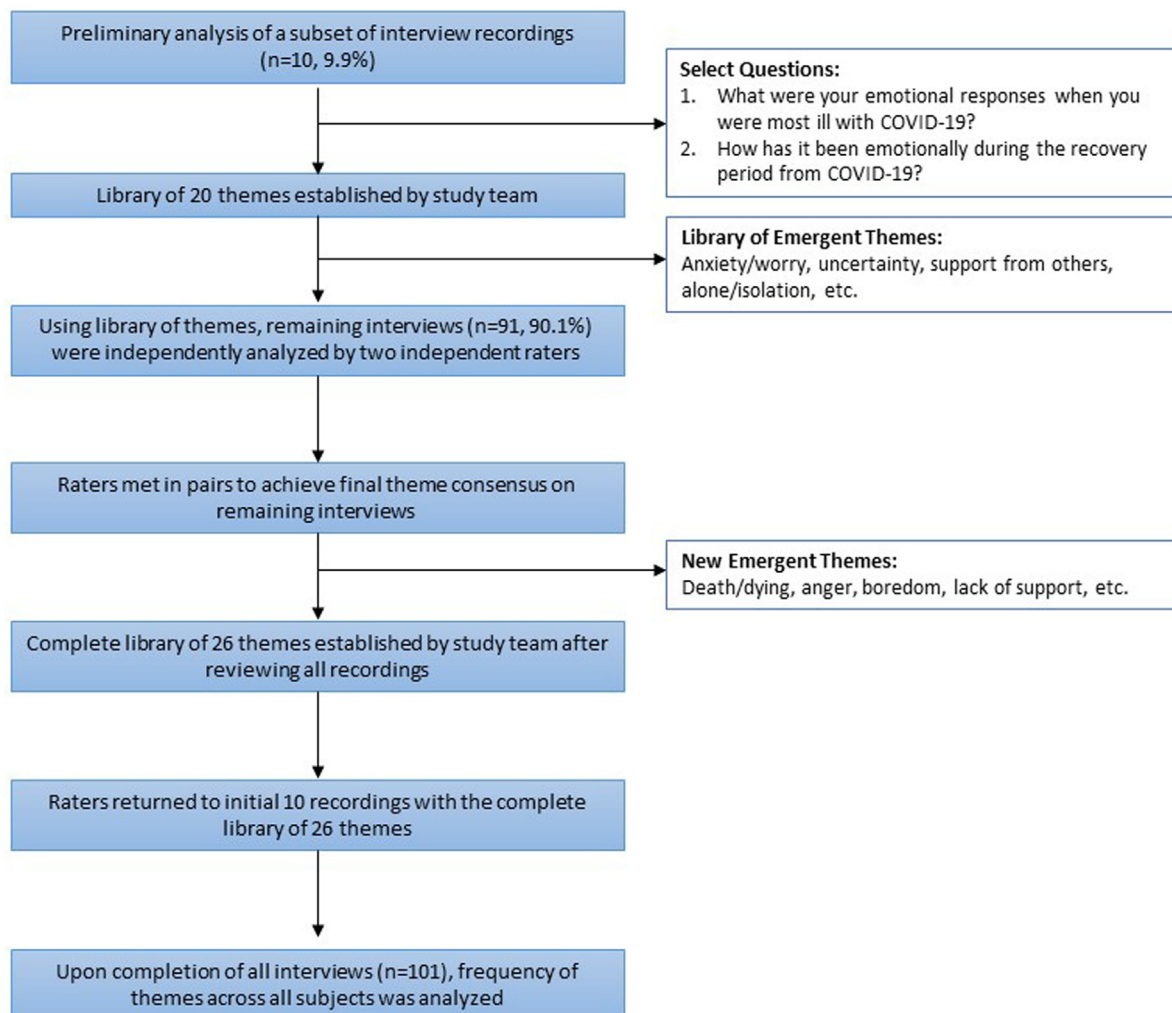 Preliminary analysis of a subset of interview recordings
(n=10, 9.9%)
Select Questions:
1. What were your emotional responses when you
were most ill with COVID-19?
2. How has it been emotionally during the recovery
period from COVID-19?
Library of 20 themes established by study team
Library of Emergent Themes:
Anxiety/worry, uncertainty, support from others,
alone/isolation, etc.
Using library of themes, remaining interviews (n=91, 90.1%)
were independently analyzed by two independent raters
Raters met in pairs to achieve final theme consensus on
remaining interviews
New Emergent Themes:
Death/dying, anger, boredom, lack of support, etc.
Complete library of 26 themes established by study team after
reviewing all recordings
Raters returned to initial 10 recordings with the complete
library of 26 themes
Upon completion of all interviews (n=101), frequency of
themes across all subjects was analyzed